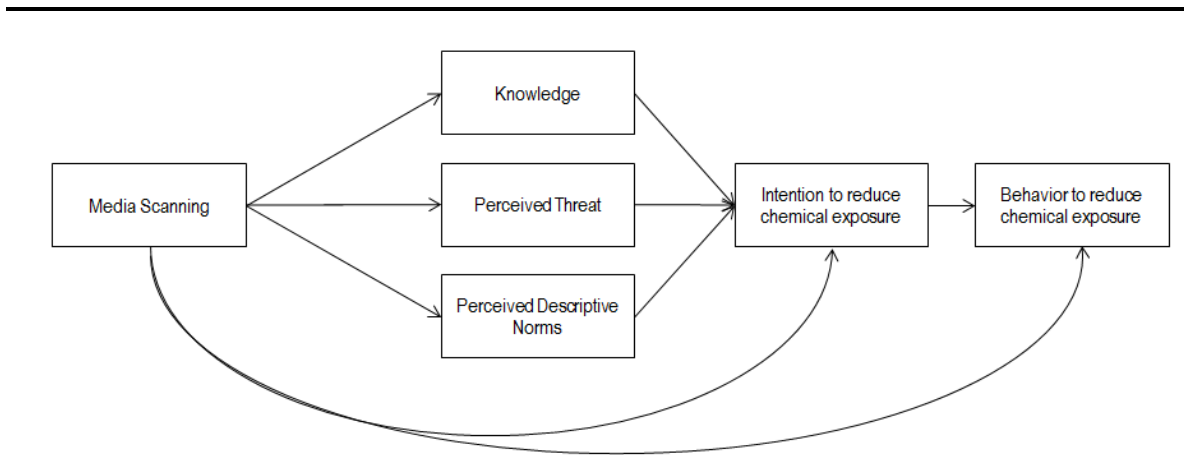 Knowledge
Media Scanning
Perceived Threat
Intention to reduce
chemical exposure
Behavior to reduce
chemical exposure
Perceived Descriptive
Norms